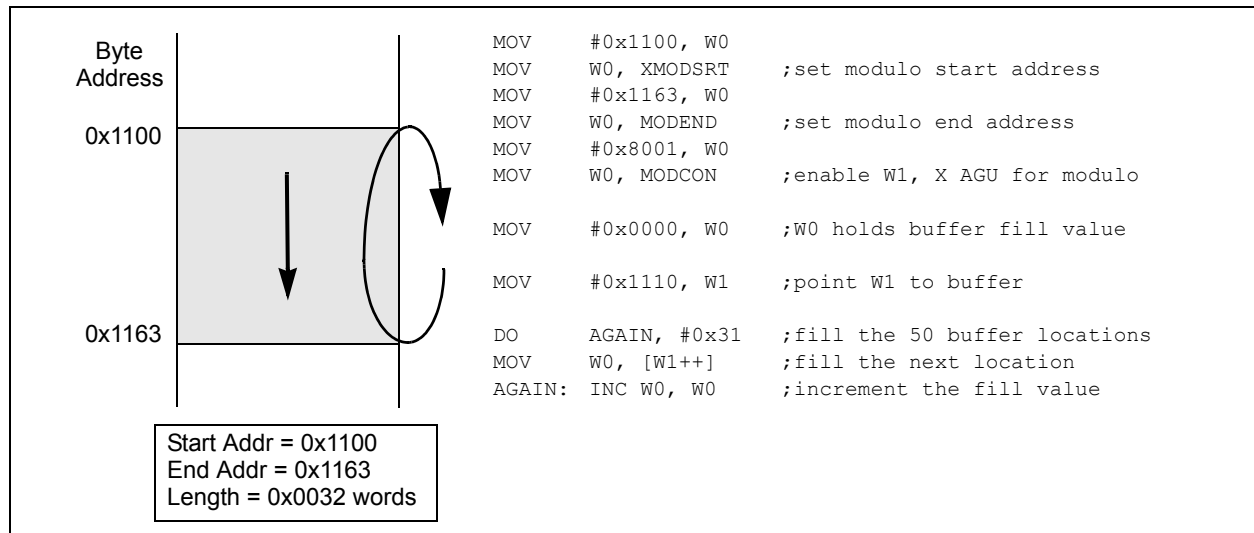 Byte
Address
0x1100
0x1163
Start Addr = 0x1100
End Addr = 0x1163
Length = 0x0032 words
MOV #0x1100, W0
MOV W0, XMODSRT ;set modulo start address
MOV #0x1163, W0
MOV W0, MODEND ;set modulo end address
MOV #0x8001, W0
MOV W0, MODCON ;enable W1, X AGU for modulo
MOV #0x0000, W0 ;W0 holds buffer fill value
MOV #0x1110, W1 ;point W1 to buffer
DO AGAIN, #0x31 ;fill the 50 buffer locations
MOV W0, [W1++] ;fill the next location
AGAIN: INC W0, W0 ;increment the fill value